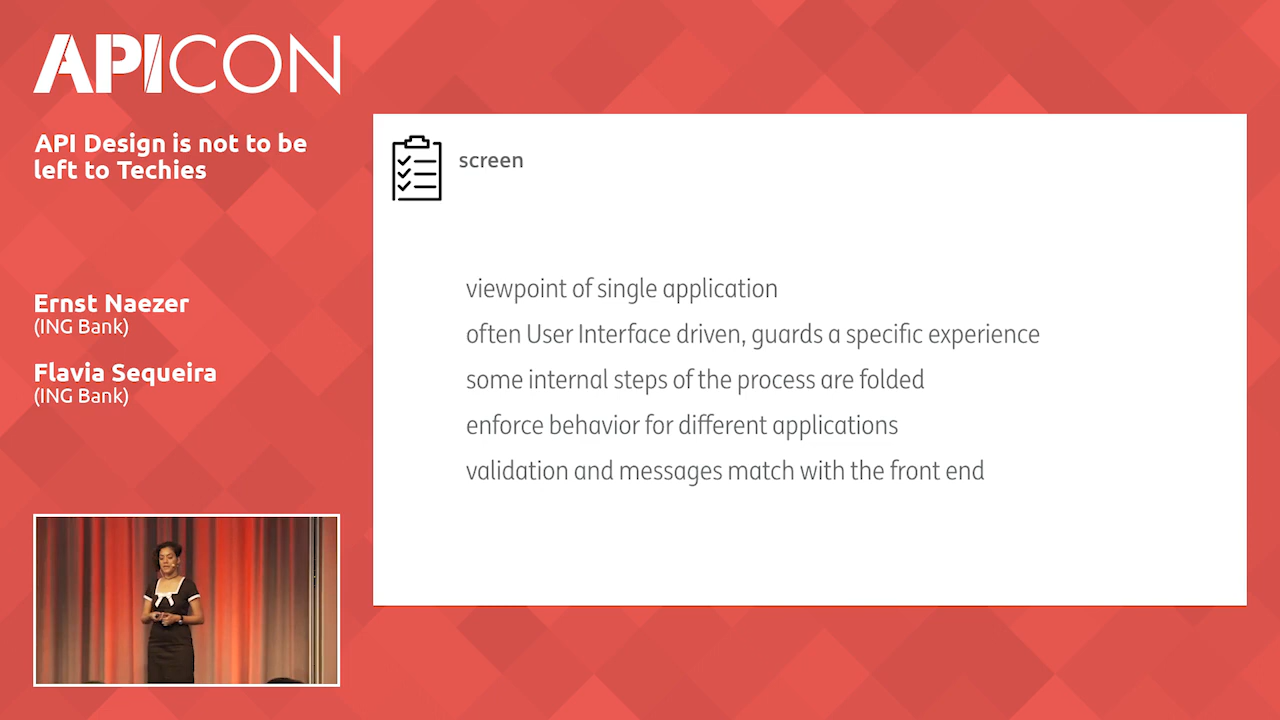 APICON
API Design is not to be
left to Techies
Ernst Naezer
(ING Bank)
Flavia Sequeira
(ING Bank)
screen
viewpoint of single application
often User Interface driven, guards a specific experience
some internal steps of the process are folded
enforce behavior for different applications
validation and messages match with the front end